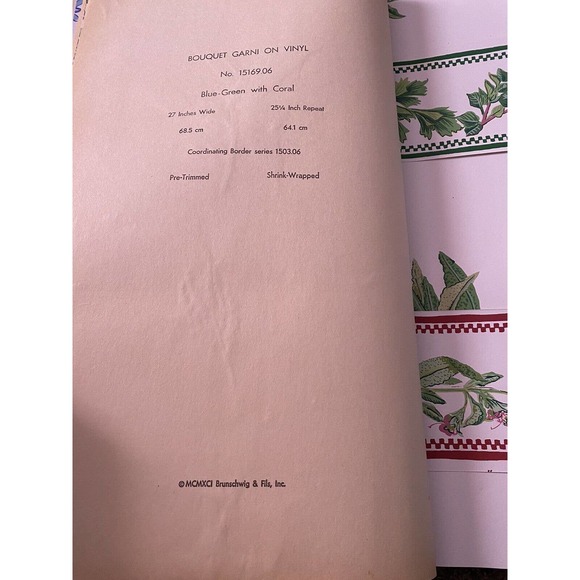 BOUQUET GARNI ON VINYL
No. 15169.06
Blue-Green with Coral
27 Inches Wide 25¼ Inch Repeat
68.5 cm 64.1 cm
Coordinating Border series 1503.06
Pre-Trimmed Shrink-Wrapped
©MCMXCI Brunschwig & Fils, Inc.